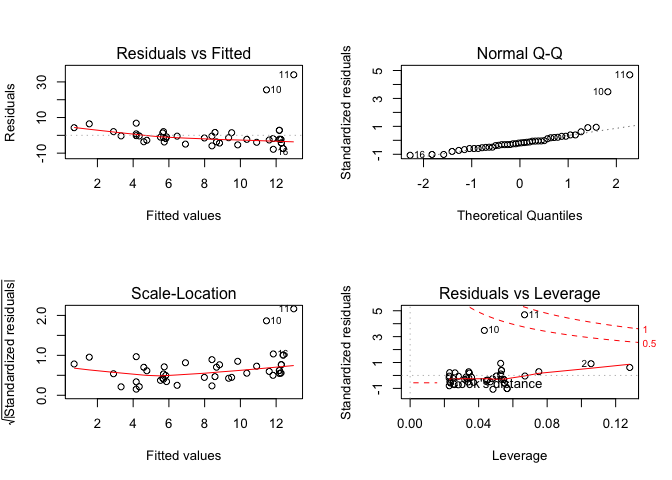 Residuals vs Fitted
Residuals
-10
10
30
11
10
16
2 4 6 8 10 12
Fitted values
Normal Q-Q
Standardized residuals
-1
1
3
5
11
10
16
-2 -1 0 1 2
Theoretical Quantiles
Scale-Location
√|Standardized residuals|
0.0
1.0
2.0
11
10
16
2 4 6 8 10 12
Fitted values
Residuals vs Leverage
Standardized residuals
-1
1
3
5
11
10
2
1
0.5
Cook's distance
0.00 0.04 0.08 0.12
Leverage